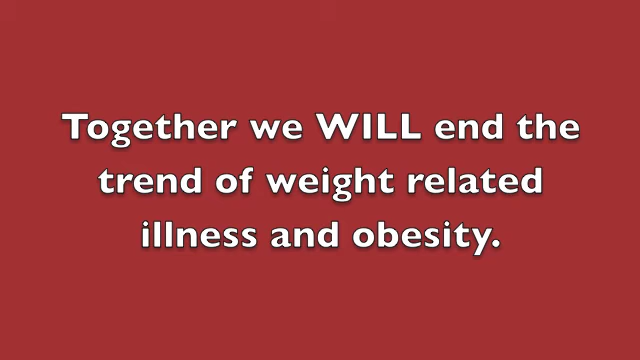 Together we WILL end the
trend of weight related
illness and obesity.